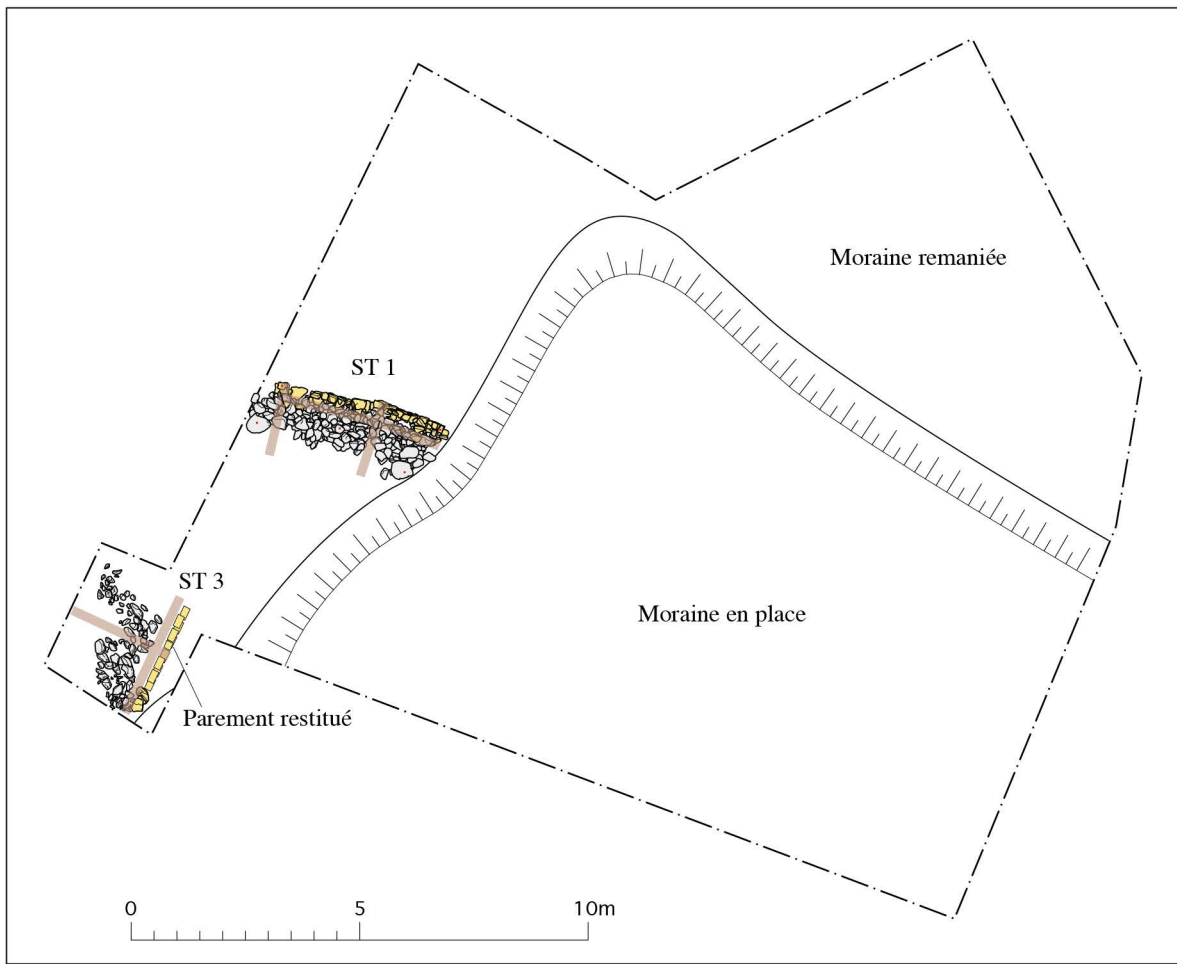 Moraine remaniée
ST 1
ST 3
Moraine en place
Parement restitué
0 5 10m